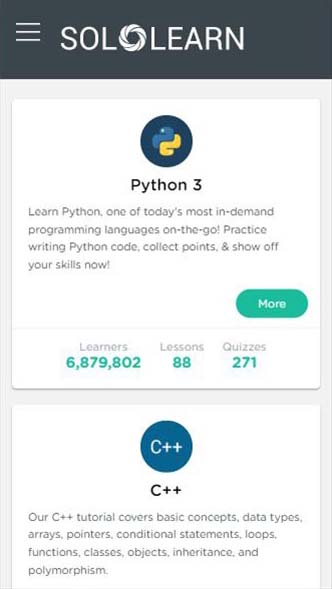 SOLOLEARN
Python 3
Learn Python, one of today's most in-demand
programming languages on-the-go! Practice
writing Python code, collect points, & show off
your skills now!
More
Learners Lessons Quizzes
6,879,802 88 271
C++
C++
Our C++ tutorial covers basic concepts, data types,
arrays, pointers, conditional statements, loops,
functions, classes, objects, inheritance, and
polymorphism.